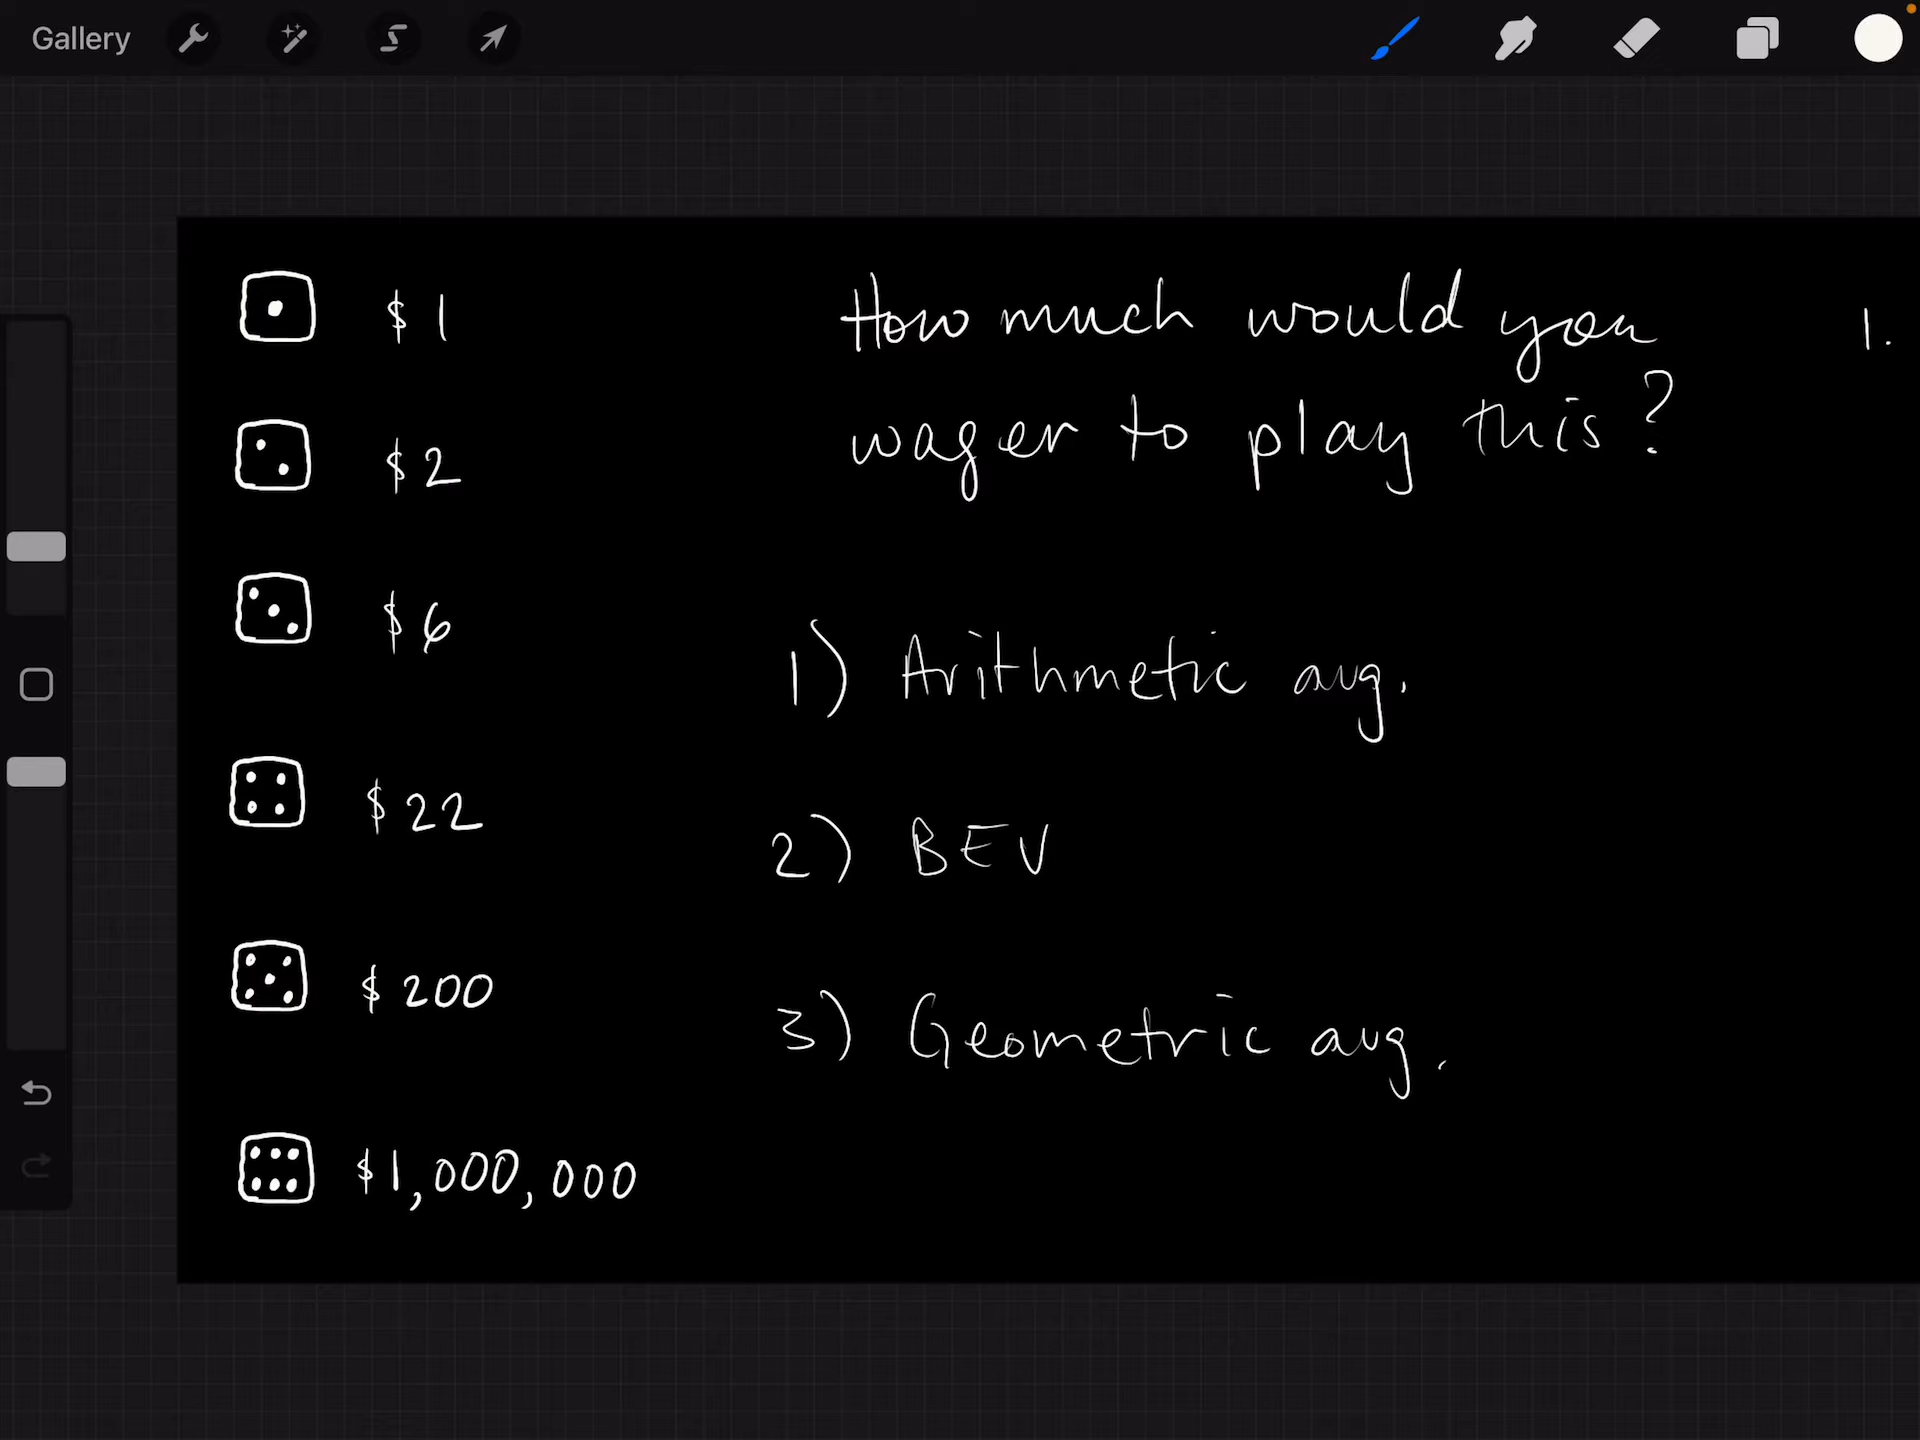 Gallery
$ 1
$ 2
$ 6
$ 22
$ 200
$1,000,000
How much would you
wager to play this?
1) Arithmetic avg.
2) BEV
3) Geometric avg.
1.